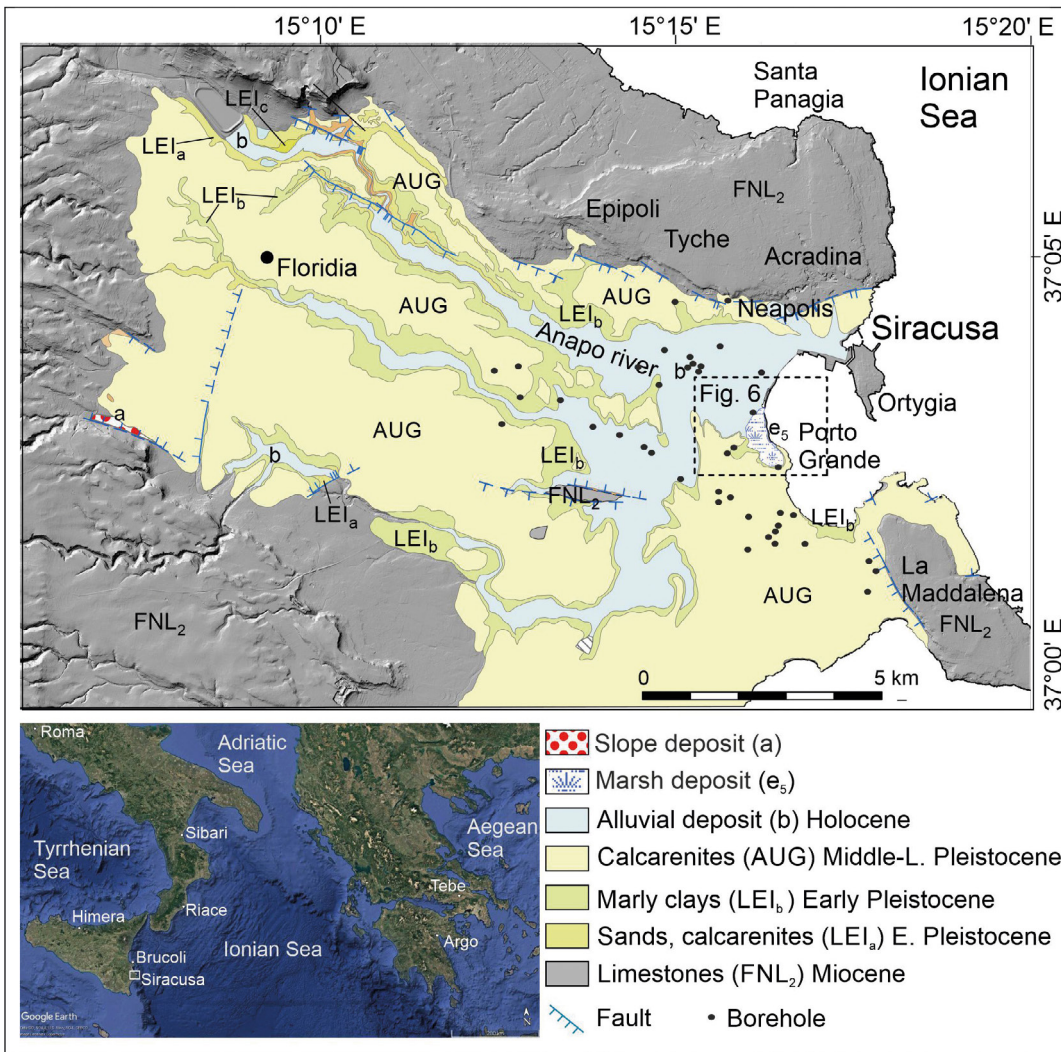 15°10' E
15°15' E
15°20' E
Santa
Panagia
Ionian
Sea
LEIc
LEIa
b
LEIb
AUG
FNL2
Epipoli
Tyche
Acradina
37°05' E
Floridia
AUG
AUG
Neapolis
LEIb
Siracusa
Anapo river
b
Fig. 6
Ortygia
a
AUG
e5
Porto
Grande
b
LEIb
FNL2
LEIa
LEIb
LEIb
La
Maddalena
FNL2
AUG
FNL2
0
5 km
37°00' E
Roma
Adriatic
Sea
Sibari
Tyrrhenian
Sea
Aegean
Sea
Tebe
Himera
Riace
Argo
Ionian Sea
Brucoli
Siracusa
Google Earth
N
Slope deposit (a)
Marsh deposit (e5)
Alluvial deposit (b) Holocene
Calcarenites (AUG) Middle-L. Pleistocene
Marly clays (LEIb) Early Pleistocene
Sands, calcarenites (LEIa) E. Pleistocene
Limestones (FNL2) Miocene
Fault
Borehole